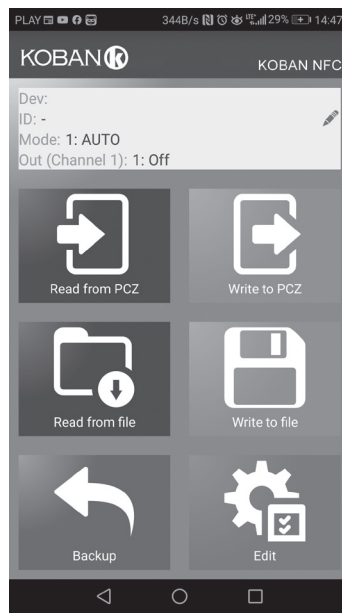 PLAY 344B/s LTE 29% 14:47
KOBAN K
KOBAN NFC
Dev:
ID: -
Mode: 1: AUTO
Out (Channel 1): 1: Off
Read from PCZ
Write to PCZ
Read from file
Write to file
Backup
Edit